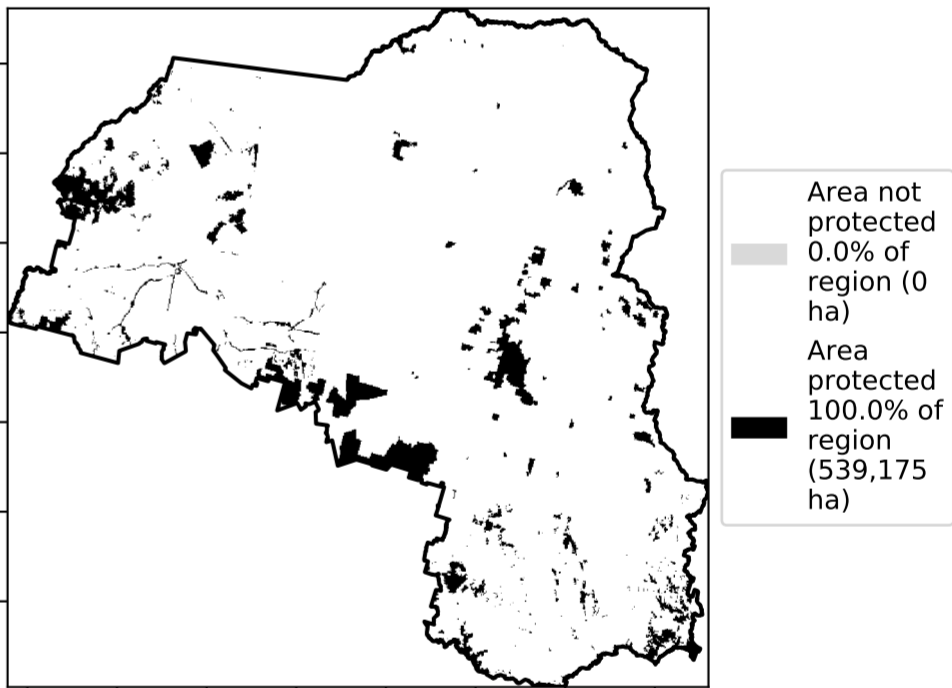 Area not
protected
0.0% of
region (0
ha)
Area
protected
100.0% of
region
(539,175
ha)